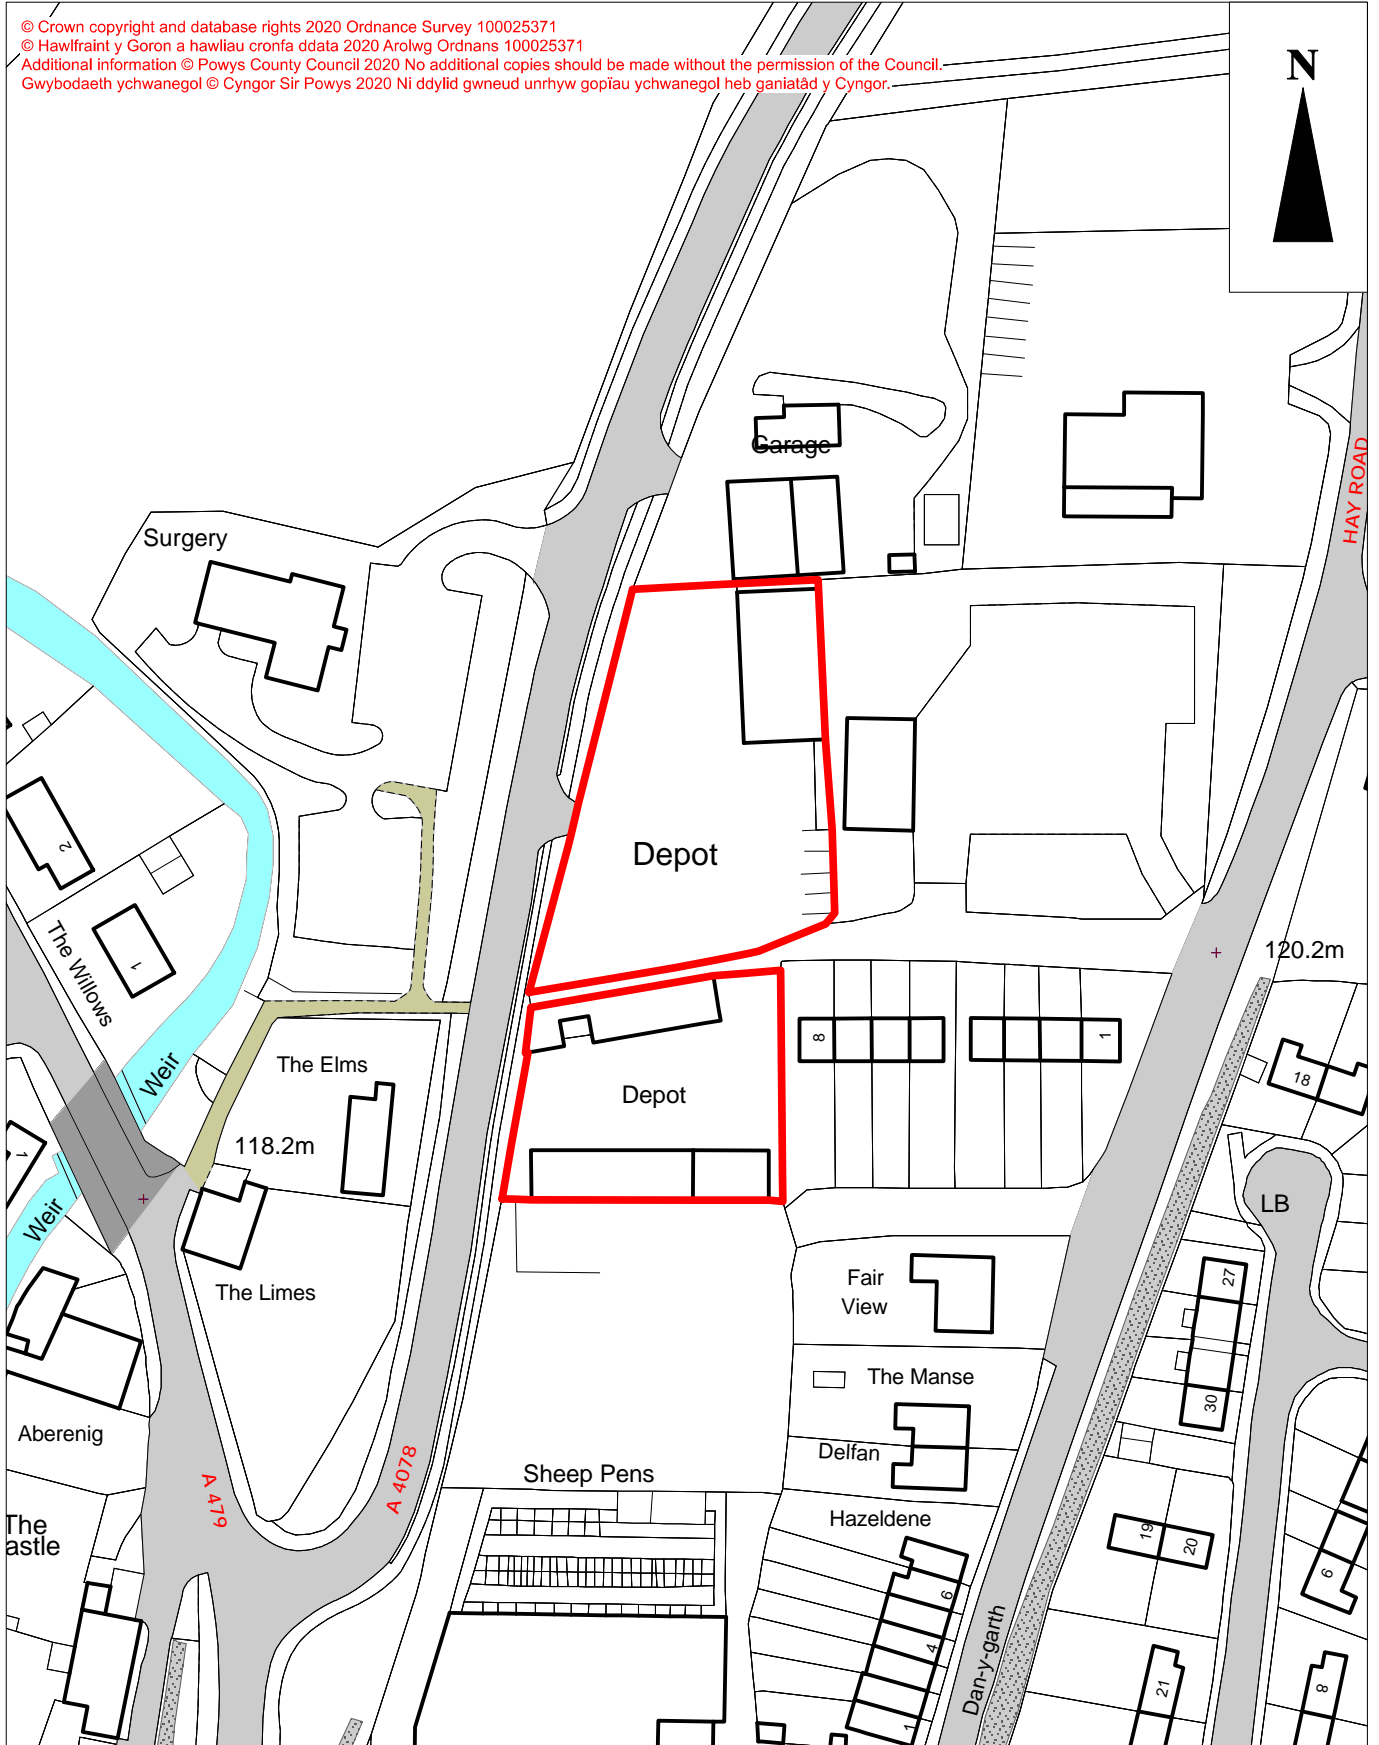 © Crown copyright and database rights 2020 Ordnance Survey 100025371
© Hawlfraint y Goron a hawliau cronfa ddata 2020 Arolwg Ordnans 100025371
Additional information © Powys County Council 2020 No additional copies should be made without the permission of the Council.
Gwybodaeth ychwanegol © Cyngor Sir Powys 2020 Ni ddylid gwneud unrhyw gopïau ychwanegol heb ganiatâd y Cyngor.
N
Garage
HAY ROAD
Surgery
2
Depot
The Willows
1
120.2m
8
1
The Elms
Weir
18
Depot
118.2m
1
LB
Weir
27
Fair
View
The Limes
The Manse
30
Aberenig
Delfan
A 4078
Sheep Pens
A 479
Hazeldene
The
astle
19
20
6
6
4
Dan-y-garth
21
8
1